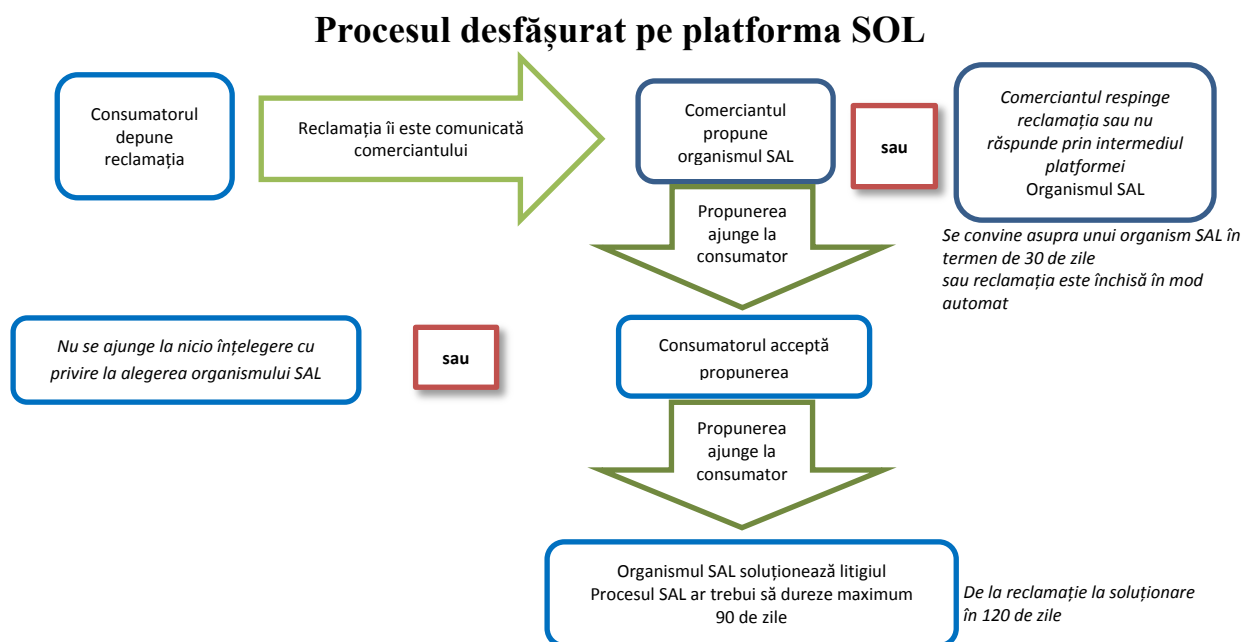 Procesul desfășurat pe platforma SOL
Consumatorul
depune
reclamația
Reclamația îi este comunicată
comerciantului
Comerciantul
propune
organismul SAL
sau
Comerciantul respinge
reclamația sau nu
răspunde prin intermediul
platformei
Organismul SAL
Propunerea
ajunge la
consumator
Se convine asupra unui organism SAL în
termen de 30 de zile
sau reclamația este închisă în mod
automat
Nu se ajunge la nicio înțelegere cu
privire la alegerea organismului SAL
sau
Consumatorul acceptă
propunerea
Propunerea
ajunge la
consumator
Organismul SAL soluționează litigiul
Procesul SAL ar trebui să dureze maximum
90 de zile
De la reclamație la soluționare
în 120 de zile